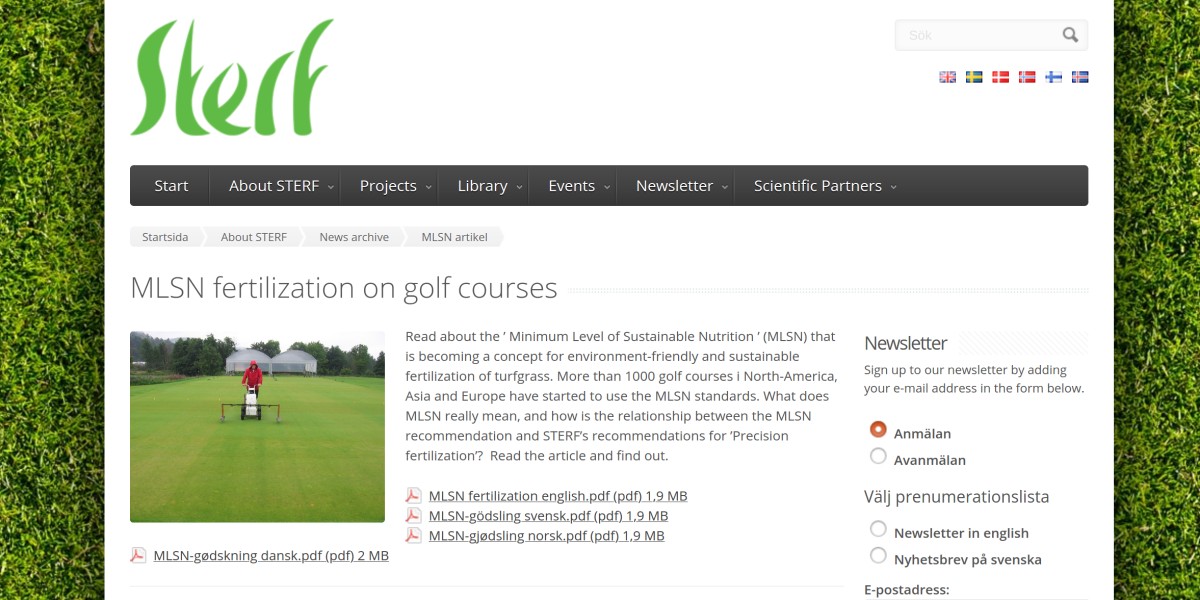 Sterf
Sök
Start
About STERF
Projects
Library
Events
Newsletter
Scientific Partners
Startsida
About STERF
News archive
MLSN artikel
MLSN fertilization on golf courses
Read about the ’ Minimum Level of Sustainable Nutrition ’ (MLSN) that
is becoming a concept for environment-friendly and sustainable
fertilization of turfgrass. More than 1000 golf courses i North-America,
Asia and Europe have started to use the MLSN standards. What does
MLSN really mean, and how is the relationship between the MLSN
recommendation and STERF’s recommendations for ’Precision
fertilization’?  Read the article and find out.
MLSN fertilization english.pdf (pdf) 1,9 MB
MLSN-gödsling svensk.pdf (pdf) 1,9 MB
MLSN-gjødsling norsk.pdf (pdf) 1,9 MB
MLSN-gødskning dansk.pdf (pdf) 2 MB
Newsletter
Sign up to our newsletter by adding
your e-mail address in the form below.
Anmälan
Avanmälan
Välj prenumerationslista
Newsletter in english
Nyhetsbrev på svenska
E-postadress: